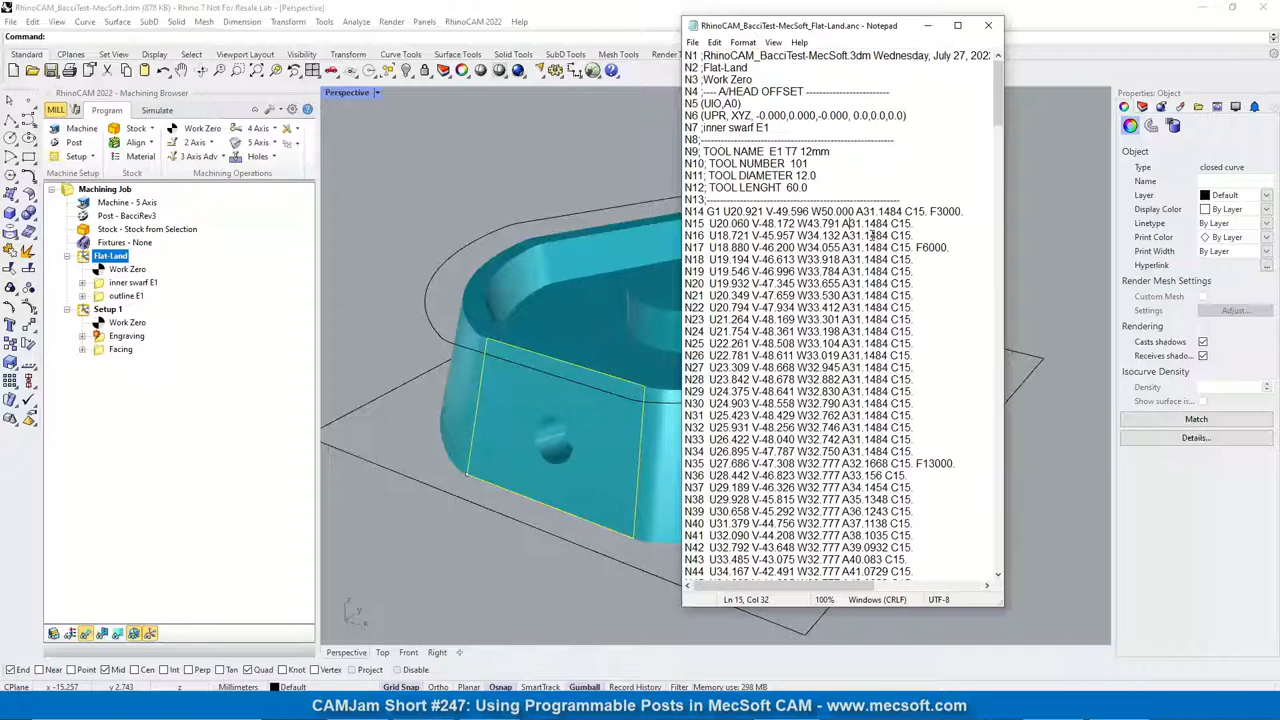 RhinoCAM_BacciTest-MecSoft.3dm (878 KB) - Rhino 7 Not For Resale Lab - [Perspective]
File Edit View Curve Surface SubD Solid Mesh Dimension Transform Tools Analyze Render Panels RhinoCAM 2022 Help
Command:
Standard CPlanes Set View Display Select Viewport Layout Visibility Transform Curve Tools Surface Tools Solid Tools SubD Tools Mesh Tools
RhinoCAM 2022 - Machining Browser
MILL Program Simulate
Machine Stock Work Zero 4 Axis
Post Align 2 Axis
Setup Material 3 Axis Adv Holes
Machine Setup Stock Machining Operations
Machining Job
Machine - 5 Axis
Post - BacciRev3
Stock - Stock from Selection
Fixtures - None
Flat-Land
Work Zero
inner swarf E1
outline E1
Setup 1
Work Zero
Engraving
Facing
Perspective
z
y
x
Perspective Top Front Right
RhinoCAM_BacciTest-MecSoft_Flat-Land.anc - Notepad
File Edit Format View Help
N1 ;RhinoCAM_BacciTest-MecSoft.3dm Wednesday, July 27, 202
N2 ;Flat-Land
N3 ;Work Zero
N4 ;---- A/HEAD OFFSET -------------------------
N5 (UIO,A0)
N6 (UPR, XYZ, -0.000,0.000,-0.000, 0.0,0.0,0.0)
N7 ;inner swarf E1
N8;----------------------------------------------------------
N9; TOOL NAME E1 T7 12mm
N10; TOOL NUMBER 101
N11; TOOL DIAMETER 12.0
N12; TOOL LENGHT 60.0
N13;----------------------------------------------------------
N14 G1 U20.921 V-49.596 W50.000 A31.1484 C15. F3000.
N15 U20.060 V-48.172 W43.791 A31.1484 C15.
N16 U18.721 V-45.957 W34.132 A31.1484 C15.
N17 U18.880 V-46.200 W34.055 A31.1484 C15. F6000.
N18 U19.194 V-46.613 W33.918 A31.1484 C15.
N19 U19.546 V-46.996 W33.784 A31.1484 C15.
N20 U19.932 V-47.345 W33.655 A31.1484 C15.
N21 U20.349 V-47.659 W33.530 A31.1484 C15.
N22 U20.794 V-47.934 W33.412 A31.1484 C15.
N23 U21.264 V-48.169 W33.301 A31.1484 C15.
N24 U21.754 V-48.361 W33.198 A31.1484 C15.
N25 U22.261 V-48.508 W33.104 A31.1484 C15.
N26 U22.781 V-48.611 W33.019 A31.1484 C15.
N27 U23.309 V-48.668 W32.945 A31.1484 C15.
N28 U23.842 V-48.678 W32.882 A31.1484 C15.
N29 U24.375 V-48.641 W32.830 A31.1484 C15.
N30 U24.903 V-48.558 W32.790 A31.1484 C15.
N31 U25.423 V-48.429 W32.762 A31.1484 C15.
N32 U25.931 V-48.256 W32.746 A31.1484 C15.
N33 U26.422 V-48.040 W32.742 A31.1484 C15.
N34 U26.895 V-47.787 W32.750 A31.1484 C15.
N35 U27.686 V-47.308 W32.777 A32.1668 C15. F13000.
N36 U28.442 V-46.823 W32.777 A33.156 C15.
N37 U29.189 V-46.326 W32.777 A34.1454 C15.
N38 U29.928 V-45.815 W32.777 A35.1348 C15.
N39 U30.658 V-45.292 W32.777 A36.1243 C15.
N40 U31.379 V-44.756 W32.777 A37.1138 C15.
N41 U32.090 V-44.208 W32.777 A38.1035 C15.
N42 U32.792 V-43.648 W32.777 A39.0932 C15.
N43 U33.485 V-43.075 W32.777 A40.083 C15.
N44 U34.167 V-42.491 W32.777 A41.0729 C15.
Ln 15, Col 32 100% Windows (CRLF) UTF-8
Properties: Object
Object
Type closed curve
Name
Layer Default
Display Color By Layer
Linetype By Layer
Print Color By Layer
Print Width By Layer
Hyperlink
Render Mesh Settings
Custom Mesh
Settings Adjust...
Rendering
Casts shadows
Receives shado...
Isocurve Density
Density
Show surface is...
Match
Details...
End Near Point Mid Cen Int Perp Tan Quad Knot Vertex Project Disable
CPlane x -15.257 y 2.743 z Millimeters Default Grid Snap Ortho Planar Osnap SmartTrack Gumball Record History Filter Memory use: 298 MB
CAMJam Short #247: Using Programmable Posts in MecSoft CAM - www.mecsoft.com